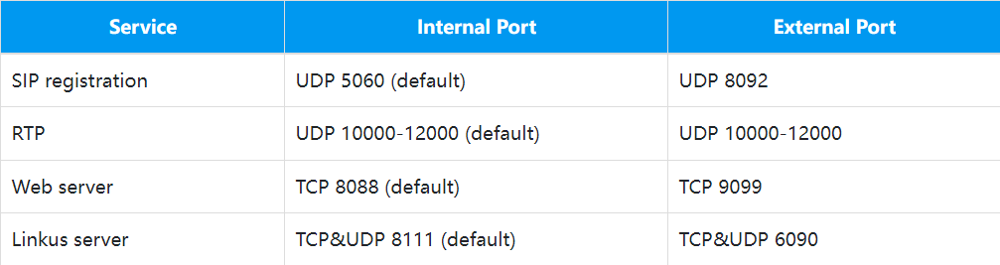 Service Internal Port External Port
SIP registration UDP 5060 (default) UDP 8092
RTP UDP 10000-12000 (default) UDP 10000-12000
Web server TCP 8088 (default) TCP 9099
Linkus server TCP&UDP 8111 (default) TCP&UDP 6090